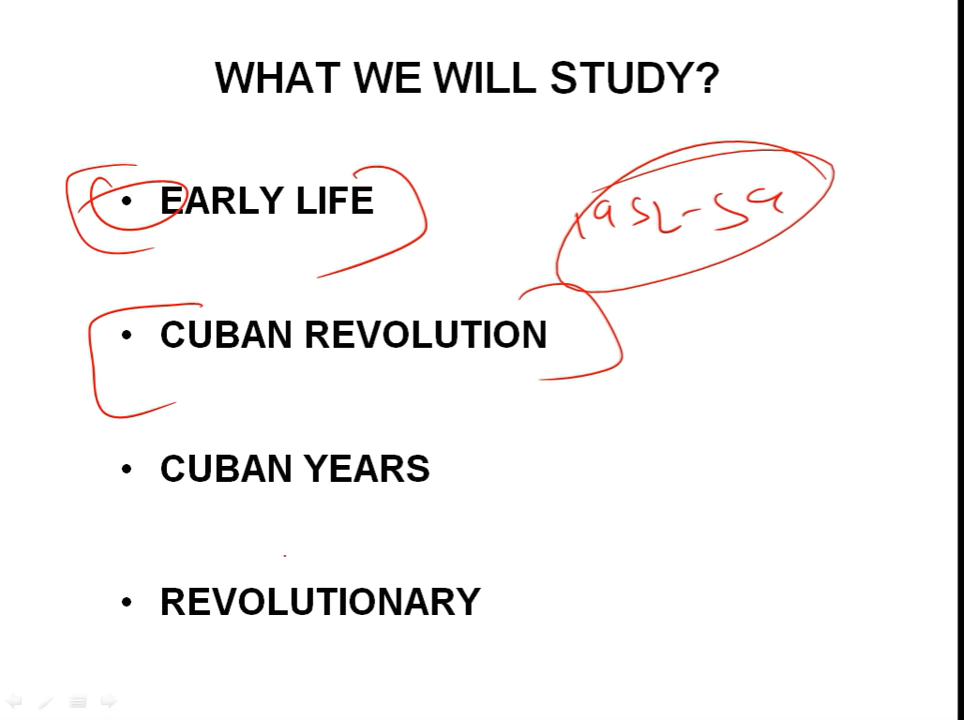 WHAT WE WILL STUDY?
• EARLY LIFE
1952-59
• CUBAN REVOLUTION
• CUBAN YEARS
• REVOLUTIONARY